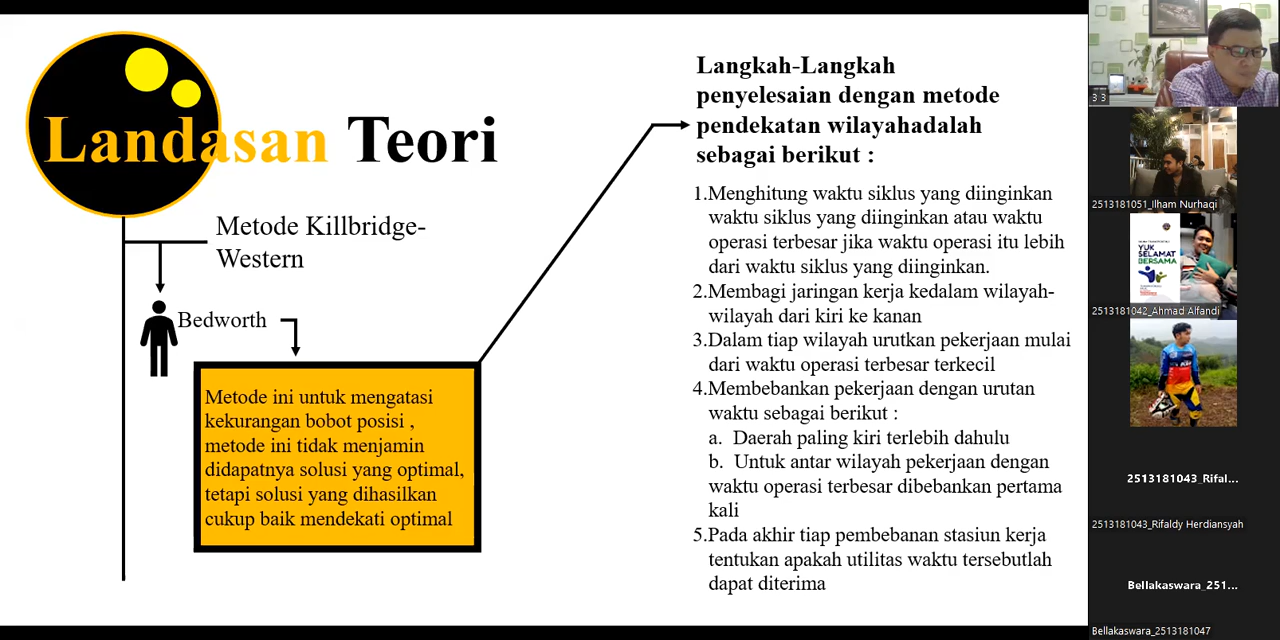 Landasan Teori
Metode Killbridge-
Western
Bedworth
Metode ini untuk mengatasi
kekurangan bobot posisi ,
metode ini tidak menjamin
didapatnya solusi yang optimal,
tetapi solusi yang dihasilkan
cukup baik mendekati optimal
Langkah-Langkah
penyelesaian dengan metode
pendekatan wilayahadalah
sebagai berikut :
1.Menghitung waktu siklus yang diinginkan
waktu siklus yang diinginkan atau waktu
operasi terbesar jika waktu operasi itu lebih
dari waktu siklus yang diinginkan.
2.Membagi jaringan kerja kedalam wilayah-
wilayah dari kiri ke kanan
3.Dalam tiap wilayah urutkan pekerjaan mulai
dari waktu operasi terbesar terkecil
4.Membebankan pekerjaan dengan urutan
waktu sebagai berikut :
a. Daerah paling kiri terlebih dahulu
b. Untuk antar wilayah pekerjaan dengan
waktu operasi terbesar dibebankan pertama
kali
5.Pada akhir tiap pembebanan stasiun kerja
tentukan apakah utilitas waktu tersebutlah
dapat diterima
3 3
2513181051_Ilham Nurhaqi
YUK
SELAMAT
BERSAMA
2513181042_Ahmad Alfandi
2513181043_Rifal...
2513181043_Rifaldy Herdiansyah
Bellakaswara_251...
Bellakaswara_2513181047